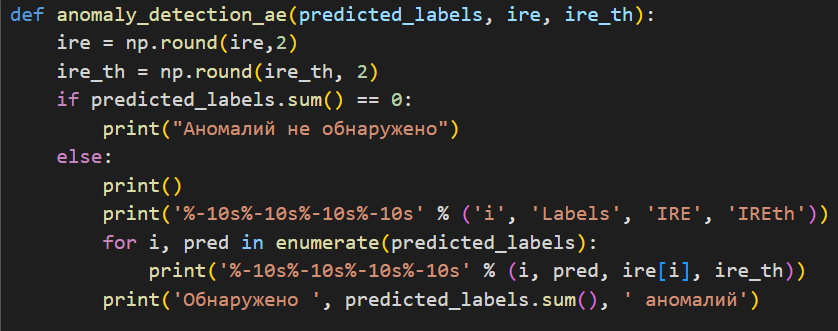 def anomaly_detection_ae(predicted_labels, ire, ire_th):
    ire = np.round(ire,2)
    ire_th = np.round(ire_th, 2)
    if predicted_labels.sum() == 0:
        print("Аномалий не обнаружено")
    else:
        print()
        print('%-10s%-10s%-10s%-10s' % ('i', 'Labels', 'IRE', 'IREth'))
        for i, pred in enumerate(predicted_labels):
            print('%-10s%-10s%-10s%-10s' % (i, pred, ire[i], ire_th))
        print('Обнаружено ', predicted_labels.sum(), ' аномалий')